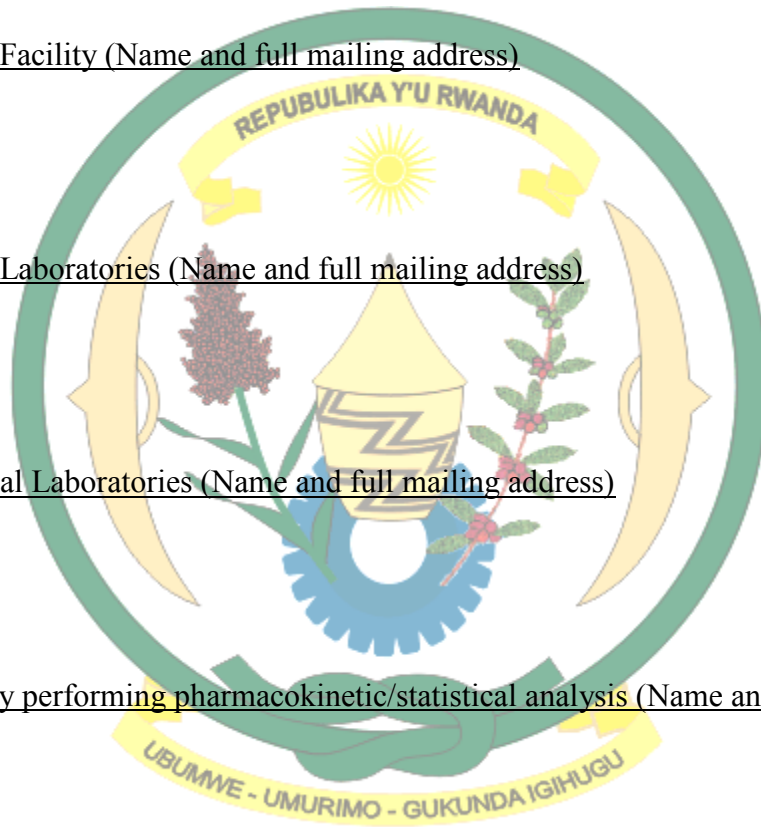 Facility (Name and full mailing address)
REPUBULIKA Y'U RWANDA
Laboratories (Name and full mailing address)
al Laboratories (Name and full mailing address)
y performing pharmacokinetic/statistical analysis (Name an
UBUMWE - UMURIMO - GUKUNDA IGIHUGU